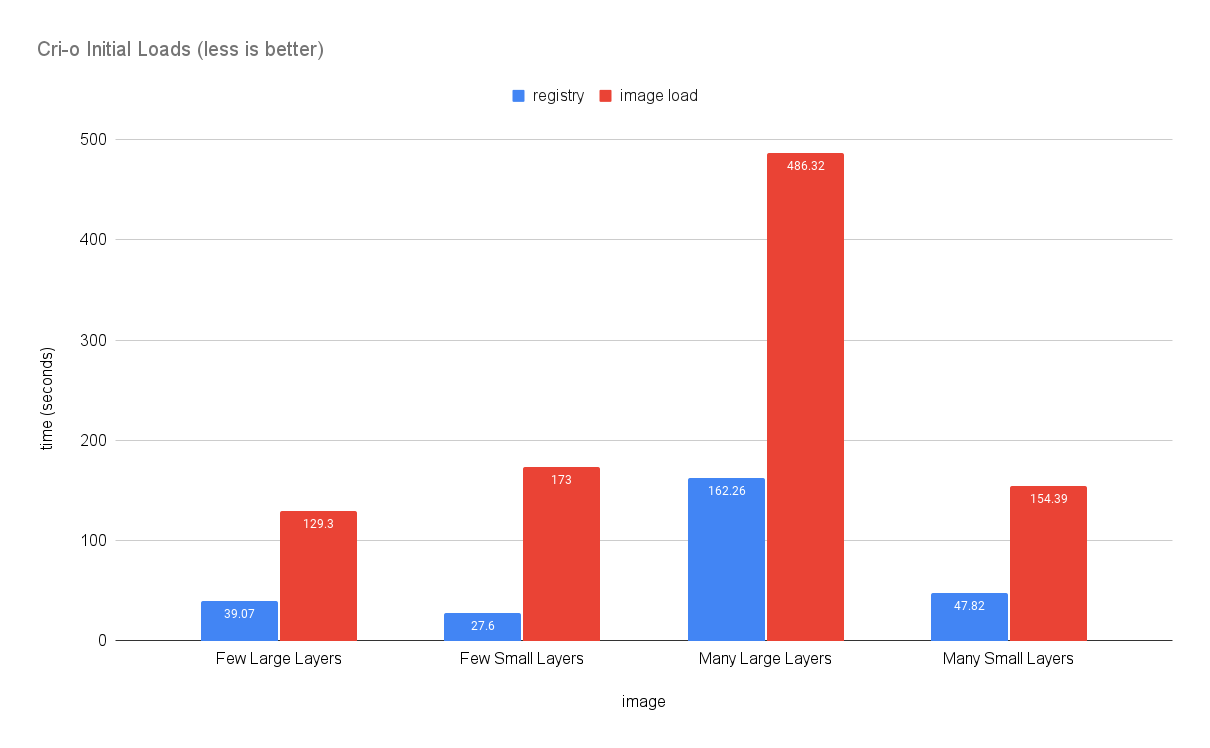 Cri-o Initial Loads (less is better)
registry
image load
500
400
300
200
100
0
time (seconds)
39.07
129.3
27.6
173
162.26
486.32
47.82
154.39
Few Large Layers
Few Small Layers
Many Large Layers
Many Small Layers
image